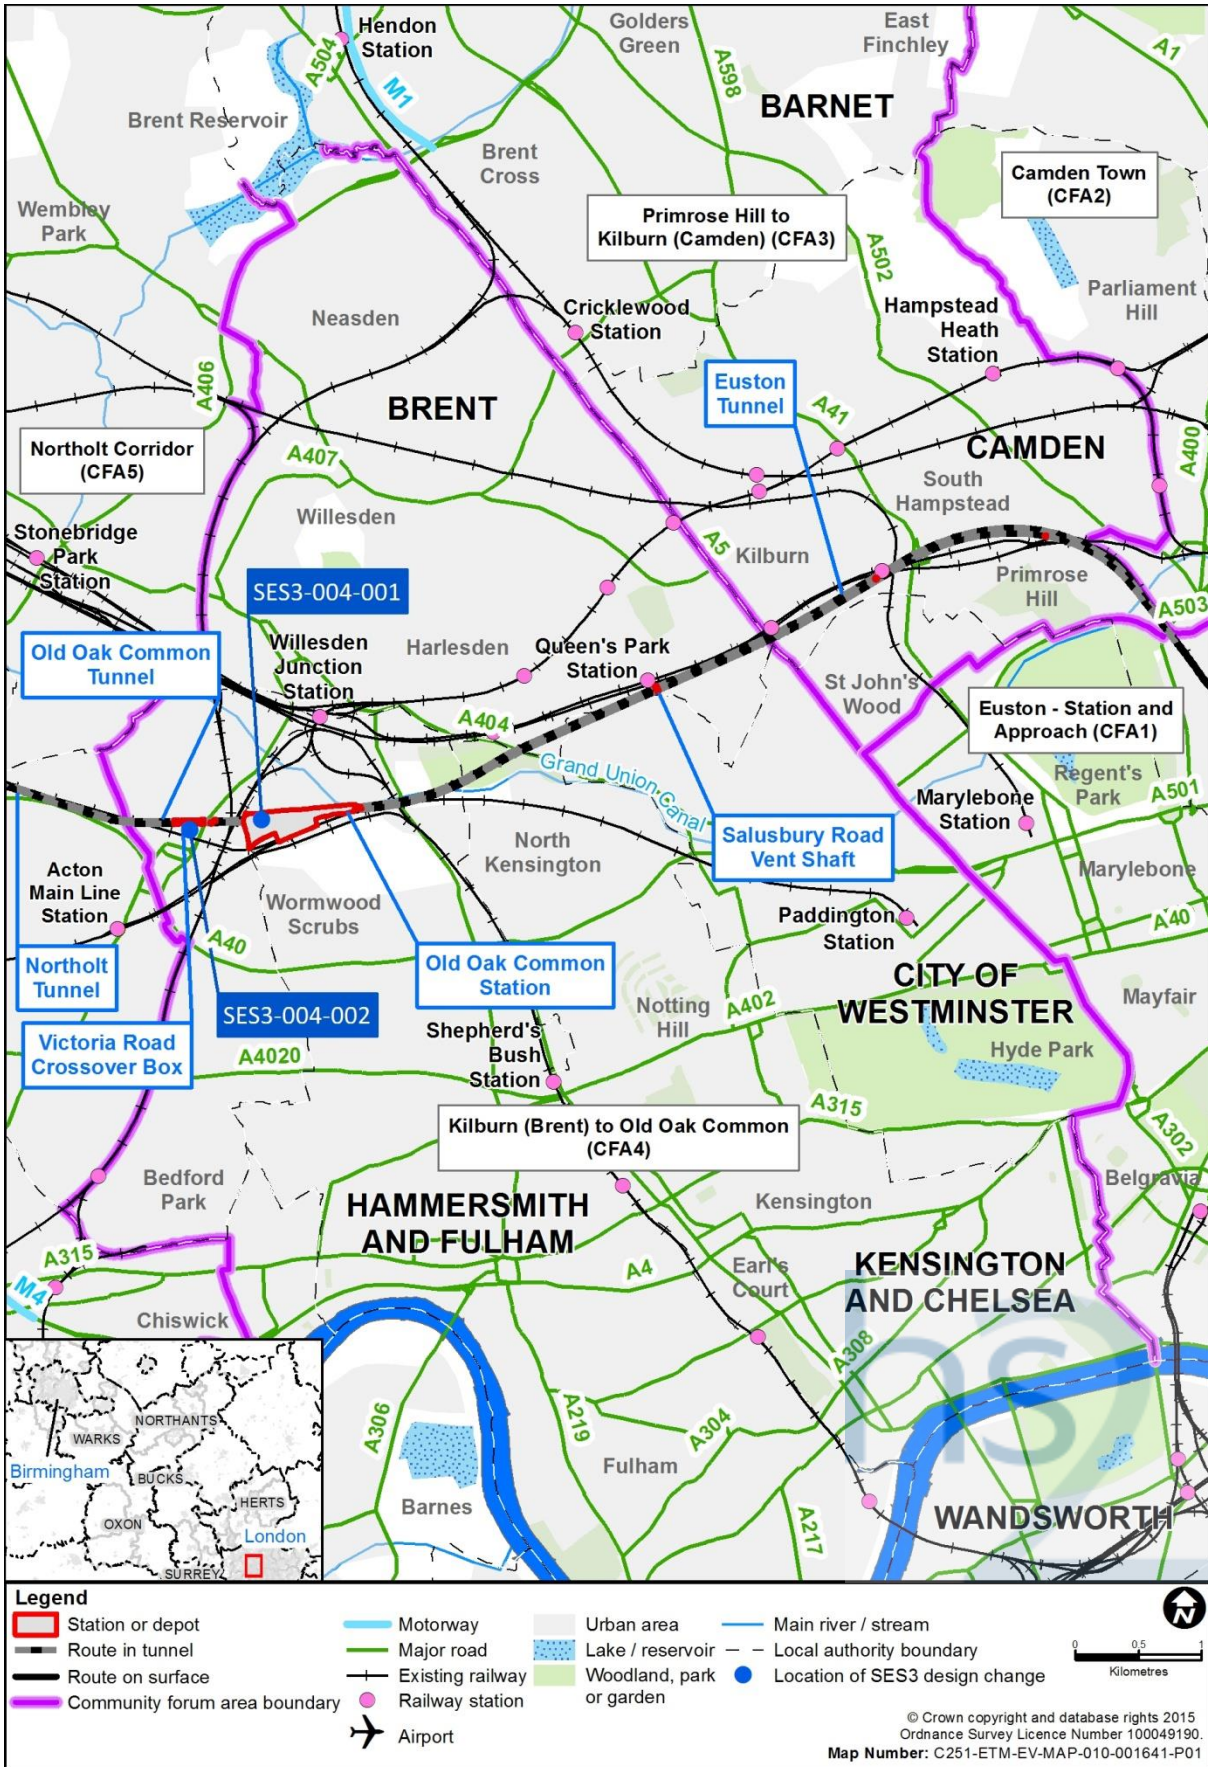 Hendon
Station
Golders
Green
East
Finchley
A1
A504
M1
A598
BARNET
Brent Reservoir
Brent
Cross
Camden Town
(CFA2)
Wembley
Park
Primrose Hill to
Kilburn (Camden) (CFA3)
A502
Parliament
Hill
Neasden
Cricklewood
Station
Hampstead
Heath
Station
A406
BRENT
Euston
Tunnel
A41
Northolt Corridor
(CFA5)
A407
CAMDEN
A400
South
Hampstead
Willesden
Stonebridge
Park
Station
A5
Kilburn
SES3-004-001
Primrose
Hill
A503
Old Oak Common
Tunnel
Willesden
Junction
Station
Harlesden
Queen's Park
Station
St John's
Wood
A404
Euston - Station and
Approach (CFA1)
Grand Union Canal
Regent's
Park
A501
Marylebone
Station
North
Kensington
Salusbury Road
Vent Shaft
Acton
Main Line
Station
Wormwood
Scrubs
Marylebone
Paddington
Station
A40
A40
Northolt
Tunnel
Old Oak Common
Station
CITY OF
WESTMINSTER
Mayfair
SES3-004-002
Notting
Hill
A402
Victoria Road
Crossover Box
A4020
Shepherd's
Bush
Station
Hyde Park
A315
Kilburn (Brent) to Old Oak Common
(CFA4)
A302
Bedford
Park
Belgravia
HAMMERSMITH
AND FULHAM
Kensington
A315
A4
Earl's
Court
KENSINGTON
AND CHELSEA
M4
Chiswick
A308
hs2
A306
A219
A304
Fulham
Barnes
A217
WANDSWORTH
NORTHANTS
WARKS
Birmingham
BUCKS
HERTS
OXON
London
SURREY
Legend
Station or depot
Route in tunnel
Route on surface
Community forum area boundary
Motorway
Major road
Existing railway
Railway station
Airport
Urban area
Lake / reservoir
Woodland, park
or garden
Main river / stream
Local authority boundary
Location of SES3 design change
N
0 0.5 1
Kilometres
© Crown copyright and database rights 2015
Ordnance Survey Licence Number 100049190.
Map Number: C251-ETM-EV-MAP-010-001641-P01